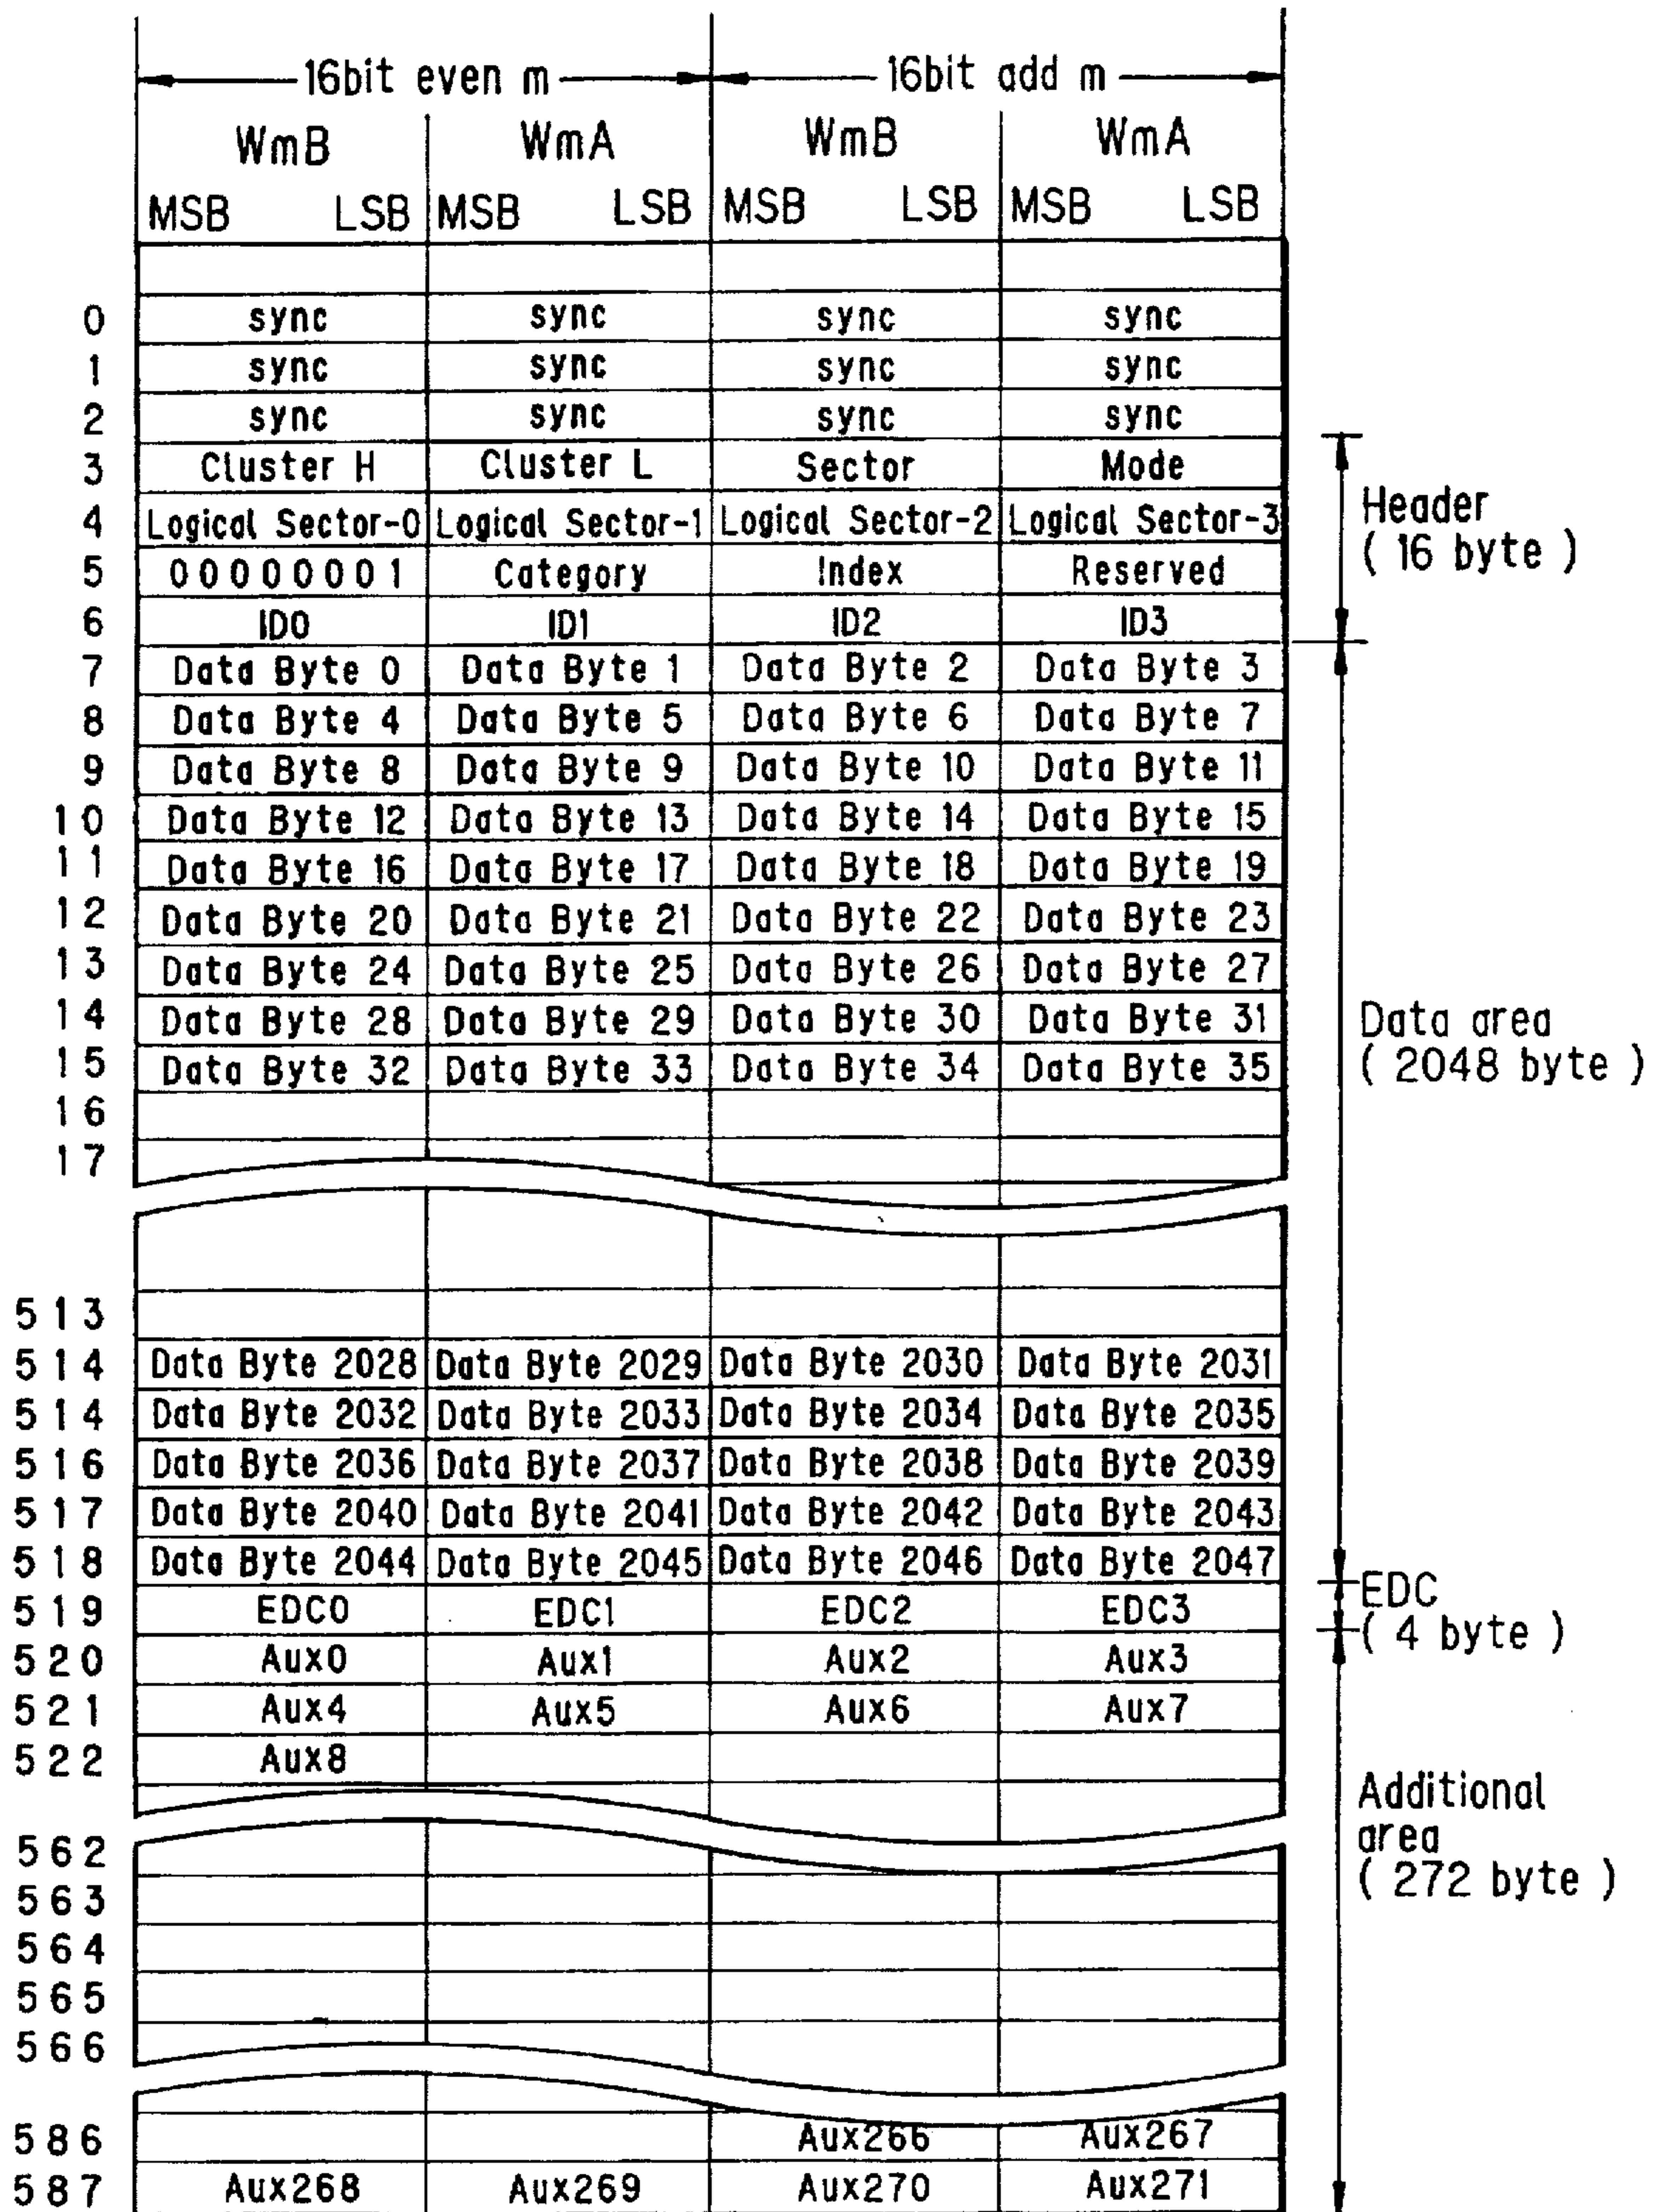 16bit even m 16bit add m
WmB WmA WmB WmA
MSB LSB MSB LSB MSB LSB MSB LSB
0 sync sync sync sync
1 sync sync sync sync
2 sync sync sync sync
3 Cluster H Cluster L Sector Mode
4 Logical Sector-0 Logical Sector-1 Logical Sector-2 Logical Sector-3
Header
( 16 byte )
5 00000001 Category Index Reserved
6 ID0 ID1 ID2 ID3
7 Data Byte 0 Data Byte 1 Data Byte 2 Data Byte 3
8 Data Byte 4 Data Byte 5 Data Byte 6 Data Byte 7
9 Data Byte 8 Data Byte 9 Data Byte 10 Data Byte 11
10 Data Byte 12 Data Byte 13 Data Byte 14 Data Byte 15
11 Data Byte 16 Data Byte 17 Data Byte 18 Data Byte 19
12 Data Byte 20 Data Byte 21 Data Byte 22 Data Byte 23
13 Data Byte 24 Data Byte 25 Data Byte 26 Data Byte 27
14 Data Byte 28 Data Byte 29 Data Byte 30 Data Byte 31
15 Data Byte 32 Data Byte 33 Data Byte 34 Data Byte 35
Data area
( 2048 byte )
16
17
513
514 Data Byte 2028 Data Byte 2029 Data Byte 2030 Data Byte 2031
514 Data Byte 2032 Data Byte 2033 Data Byte 2034 Data Byte 2035
516 Data Byte 2036 Data Byte 2037 Data Byte 2038 Data Byte 2039
517 Data Byte 2040 Data Byte 2041 Data Byte 2042 Data Byte 2043
518 Data Byte 2044 Data Byte 2045 Data Byte 2046 Data Byte 2047
519 EDC0 EDC1 EDC2 EDC3
EDC
( 4 byte )
520 Aux0 Aux1 Aux2 Aux3
521 Aux4 Aux5 Aux6 Aux7
522 Aux8
Additional
area
( 272 byte )
562
563
564
565
566
586 Aux266 Aux267
587 Aux268 Aux269 Aux270 Aux271